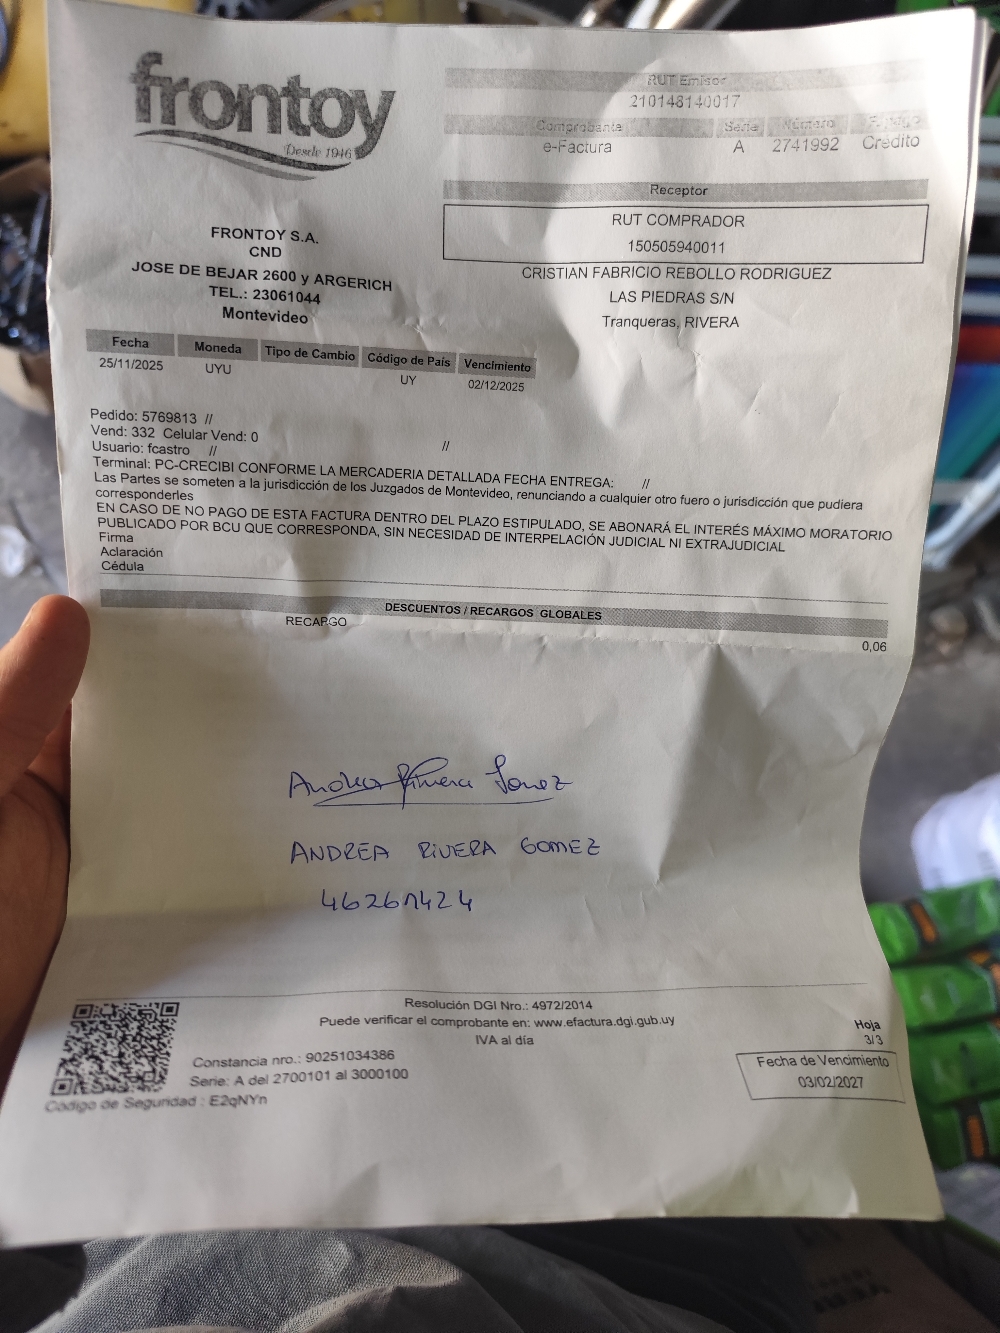 frontoy
Desde 1946
RUT Emisor
210148140017
Comprobante Serie Número F. Pago
e-Factura A 2741992 Crédito
Receptor
RUT COMPRADOR
150505940011
CRISTIAN FABRICIO REBOLLO RODRIGUEZ
LAS PIEDRAS S/N
Tranqueras, RIVERA
FRONTOY S.A.
CND
JOSE DE BEJAR 2600 y ARGERICH
TEL.: 23061044
Montevideo
Fecha Moneda Tipo de Cambio Código de País Vencimiento
25/11/2025 UYU UY 02/12/2025
Pedido: 5769813 //
Vend: 332 Celular Vend: 0 //
Usuario: fcastro //
Terminal: PC-CRECIBI CONFORME LA MERCADERIA DETALLADA FECHA ENTREGA: //
Las Partes se someten a la jurisdicción de los Juzgados de Montevideo, renunciando a cualquier otro fuero o jurisdicción que pudiera
corresponderles
EN CASO DE NO PAGO DE ESTA FACTURA DENTRO DEL PLAZO ESTIPULADO, SE ABONARÁ EL INTERÉS MÁXIMO MORATORIO
PUBLICADO POR BCU QUE CORRESPONDA, SIN NECESIDAD DE INTERPELACIÓN JUDICIAL NI EXTRAJUDICIAL
Firma
Aclaración
Cédula
DESCUENTOS / RECARGOS GLOBALES
RECARGO 0,06
Andrea Rivera Gomez
ANDREA RIVERA GOMEZ
46261424
Resolución DGI Nro.: 4972/2014
Puede verificar el comprobante en: www.efactura.dgi.gub.uy
IVA al día
Constancia nro.: 90251034386
Serie: A del 2700101 al 3000100
Código de Seguridad : E2qNYn
Hoja
3/3
Fecha de Vencimiento
03/02/2027